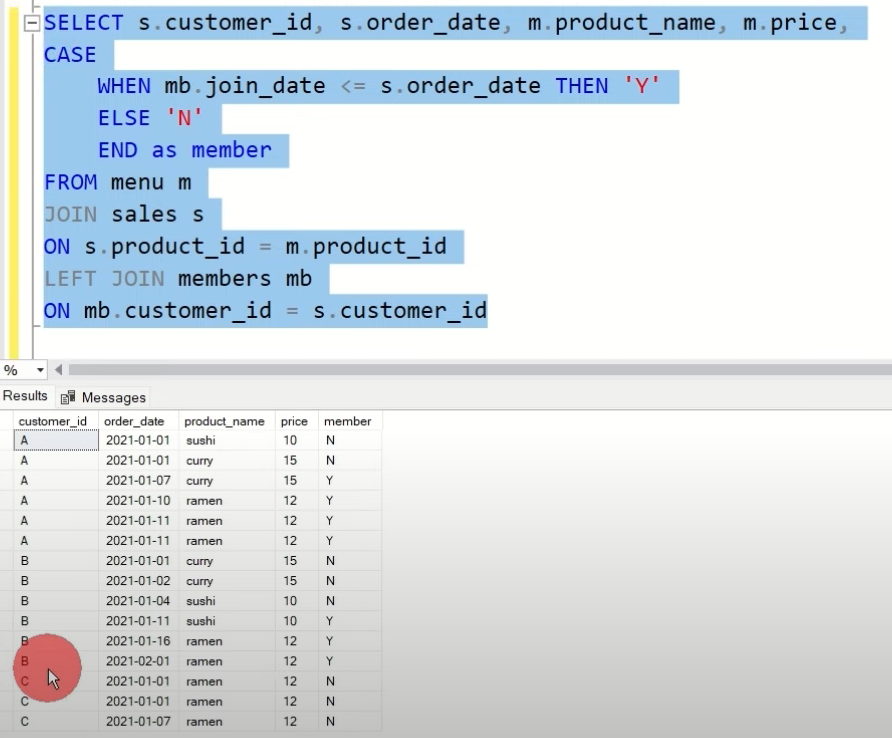 SELECT s.customer_id, s.order_date, m.product_name, m.price,
CASE
WHEN mb.join_date <= s.order_date THEN 'Y'
ELSE 'N'
END as member
FROM menu m
JOIN sales s
ON s.product_id = m.product_id
LEFT JOIN members mb
ON mb.customer_id = s.customer_id
%
Results Messages
customer_id order_date product_name price member
A 2021-01-01 sushi 10 N
A 2021-01-01 curry 15 N
A 2021-01-07 curry 15 Y
A 2021-01-10 ramen 12 Y
A 2021-01-11 ramen 12 Y
A 2021-01-11 ramen 12 Y
B 2021-01-01 curry 15 N
B 2021-01-02 curry 15 N
B 2021-01-04 sushi 10 N
B 2021-01-11 sushi 10 Y
B 2021-01-16 ramen 12 Y
B 2021-02-01 ramen 12 Y
C 2021-01-01 ramen 12 N
C 2021-01-01 ramen 12 N
C 2021-01-07 ramen 12 N